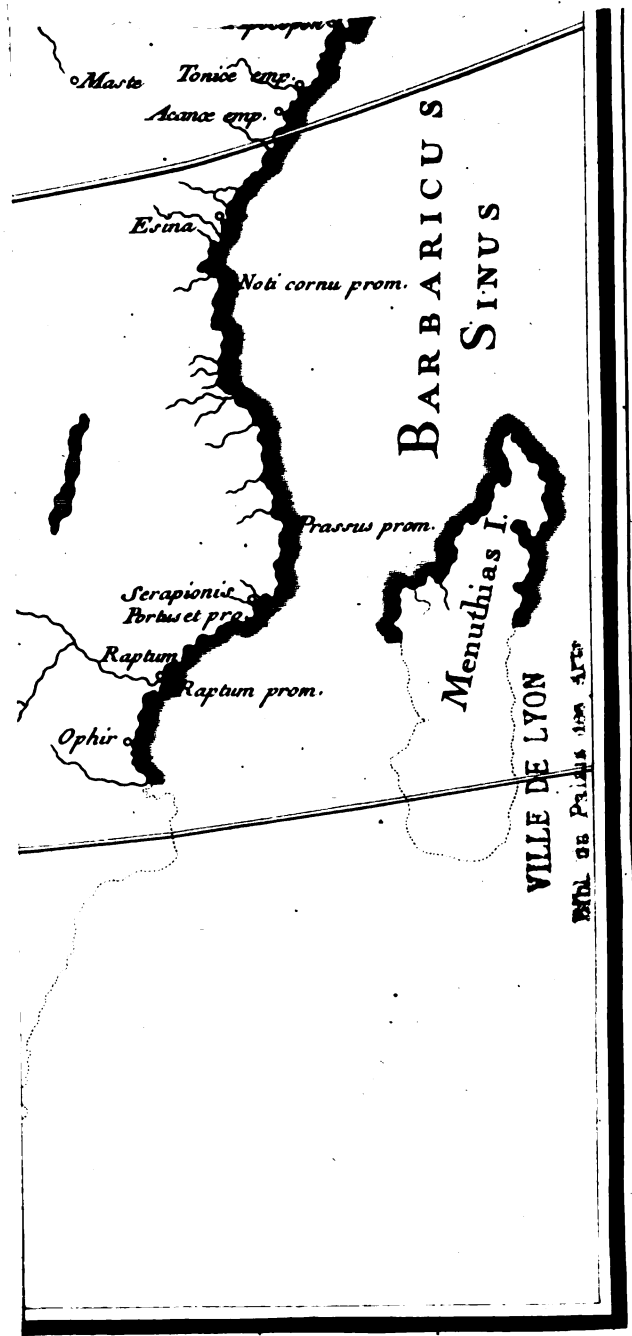 Maste
Tonice emp.
Acanœ emp.
BARBARICUS
SINUS
Esina
Noti cornu prom.
Prassus prom.
Menuthias I.
Serapionis
Portus et pro
Raptum
Raptum prom.
Ophir
VILLE DE LYON